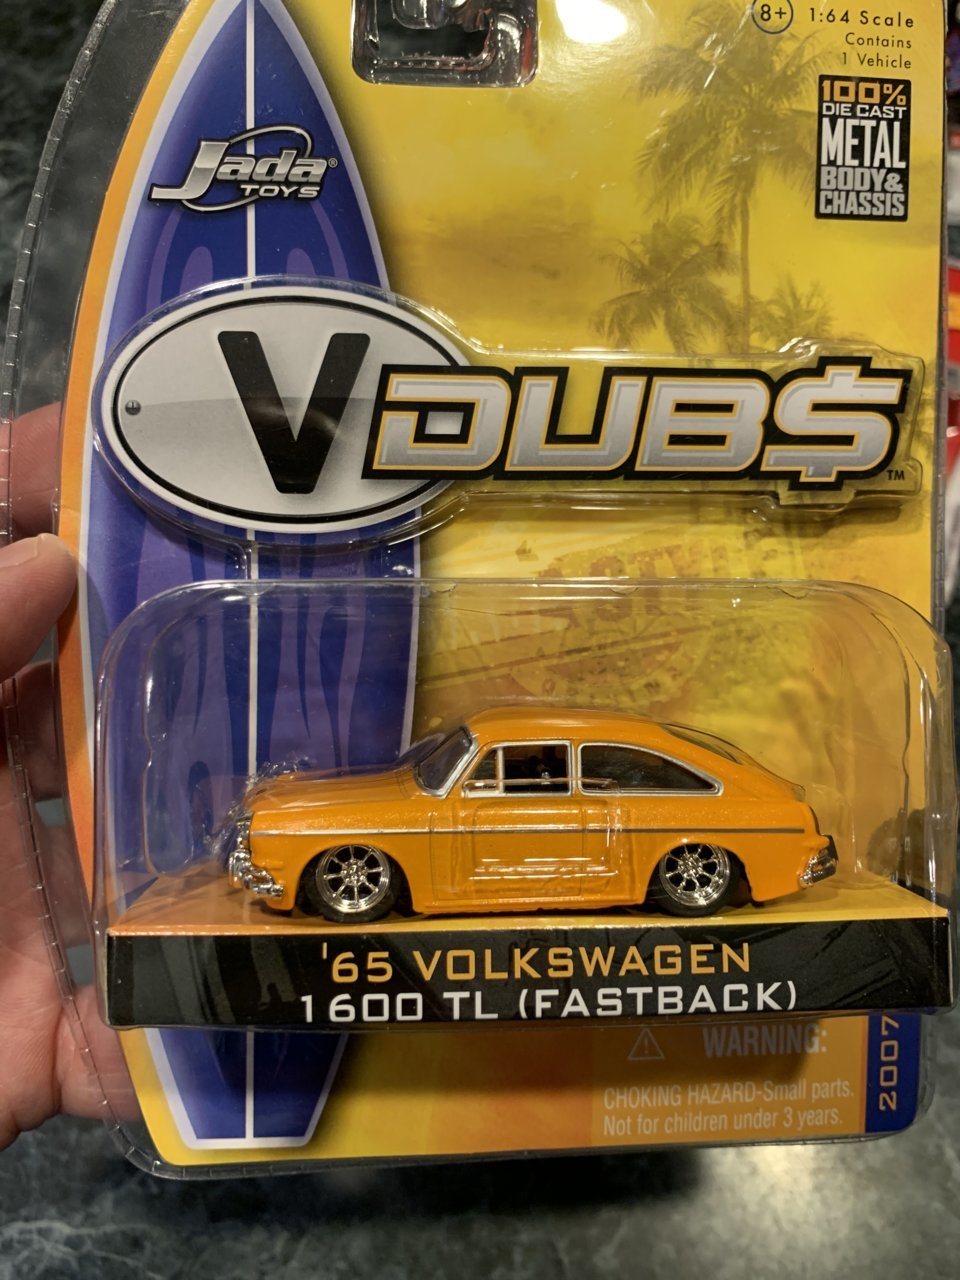 8+ 1:64 Scale
Contains
1 Vehicle
100%
DIE CAST
METAL
BODY&
CHASSIS
Jada®
TOYS
V DUB$™
'65 VOLKSWAGEN
1600 TL (FASTBACK)
WARNING:
CHOKING HAZARD-Small parts.
Not for children under 3 years.
2007